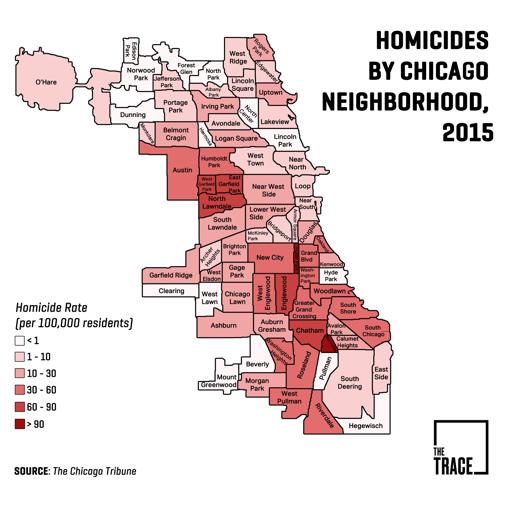 HOMICIDES
BY CHICAGO
NEIGHBORHOOD,
2015
Edison
Park
Norwood
Park
Forest
Glen
North
Park
West
Ridge
Rogers
Park
Edgewater
O'Hare
Jefferson
Park
Albany
Park
Lincoln
Square
Uptown
Portage
Park
Irving Park
North
Center
Lakeview
Dunning
Avondale
Belmont
Cragin
Hermosa
Logan Square
Lincoln
Park
Austin
Humboldt
Park
West
Town
Near
North
West
Garfield
Park
East
Garfield
Park
Near West
Side
Loop
North
Lawndale
Near
South
Lower West
Side
South
Lawndale
Bridgeport
Douglas
McKinley
Park
Archer
Heights
Brighton
Park
New City
Grand
Blvd
Kenwood
Garfield Ridge
West
Elsdon
Gage
Park
Washington
Park
Hyde
Park
Clearing
West
Lawn
Chicago
Lawn
West
Englewood
Englewood
Woodlawn
Greater
Grand
Crossing
South
Shore
Ashburn
Auburn
Gresham
Chatham
Avalon
Park
South
Chicago
Calumet
Heights
Washington
Heights
Beverly
Roseland
Pullman
South
Deering
East
Side
Mount
Greenwood
Morgan
Park
West
Pullman
Riverdale
Hegewisch
Homicide Rate
(per 100,000 residents)
< 1
1 - 10
10 - 30
30 - 60
60 - 90
> 90
SOURCE: The Chicago Tribune
THE
TRACE